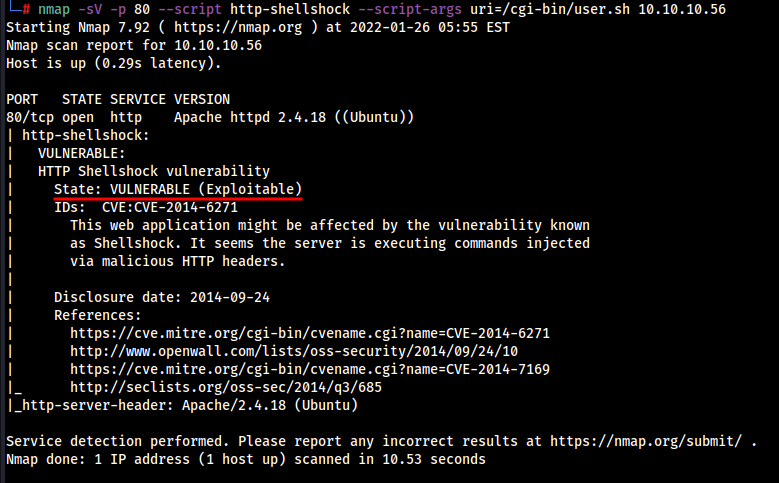 └─# nmap -sV -p 80 --script http-shellshock --script-args uri=/cgi-bin/user.sh 10.10.10.56
Starting Nmap 7.92 ( https://nmap.org ) at 2022-01-26 05:55 EST
Nmap scan report for 10.10.10.56
Host is up (0.29s latency).

PORT   STATE SERVICE VERSION
80/tcp open  http    Apache httpd 2.4.18 ((Ubuntu))
| http-shellshock:
|   VULNERABLE:
|   HTTP Shellshock vulnerability
|     State: VULNERABLE (Exploitable)
|     IDs:  CVE:CVE-2014-6271
|       This web application might be affected by the vulnerability known
|       as Shellshock. It seems the server is executing commands injected
|       via malicious HTTP headers.
|
|     Disclosure date: 2014-09-24
|     References:
|       https://cve.mitre.org/cgi-bin/cvename.cgi?name=CVE-2014-6271
|       http://www.openwall.com/lists/oss-security/2014/09/24/10
|       https://cve.mitre.org/cgi-bin/cvename.cgi?name=CVE-2014-7169
|_      http://seclists.org/oss-sec/2014/q3/685
|_http-server-header: Apache/2.4.18 (Ubuntu)

Service detection performed. Please report any incorrect results at https://nmap.org/submit/ .
Nmap done: 1 IP address (1 host up) scanned in 10.53 seconds